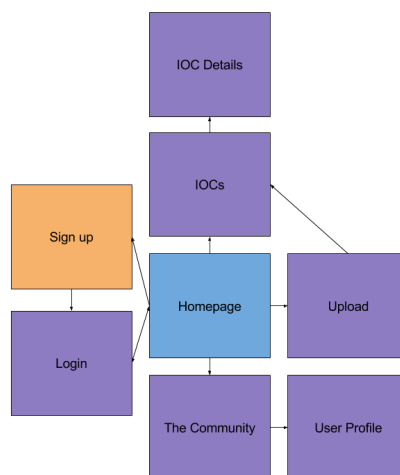 IOC Details
IOCs
Sign up
Homepage
Upload
Login
The Community
User Profile